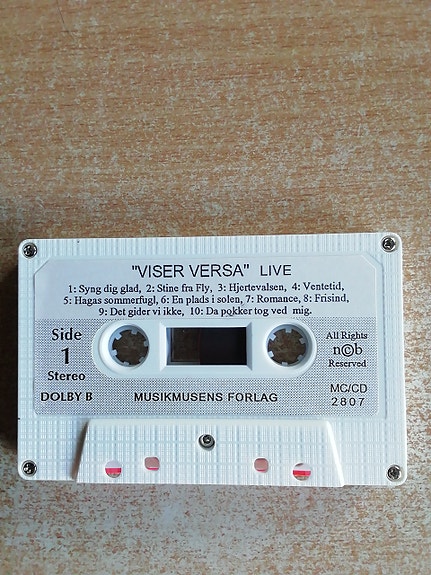 "VISER VERSA" LIVE
1: Syng dig glad, 2: Stine fra Fly, 3: Hjertevalsen, 4: Ventetid,
5: Hagas sommerfugl, 6: En plads i solen, 7: Romance, 8: Frisind,
9: Det gider vi ikke, 10: Da pokker tog ved mig.
Side
1
Stereo
DOLBY B
MUSIKMUSENS FORLAG
All Rights
n©b
Reserved
MC/CD
2807